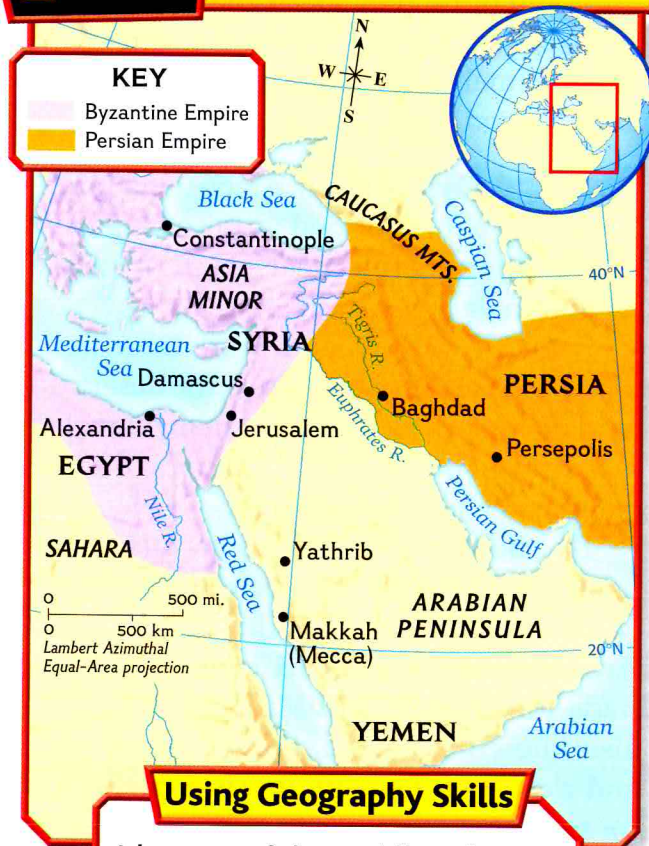 KEY
Byzantine Empire
Persian Empire
N
W E
S
Black Sea
CAUCASUS MTS.
Caspian Sea
Constantinople
40°N
ASIA
MINOR
Mediterranean
Sea
SYRIA
Tigris R.
Damascus
PERSIA
Baghdad
Alexandria
Jerusalem
Euphrates R.
EGYPT
Persepolis
Nile R.
Persian Gulf
SAHARA
Red Sea
Yathrib
0 500 mi.
0 500 km
Lambert Azimuthal
Equal-Area projection
ARABIAN
PENINSULA
Makkah
(Mecca)
20°N
YEMEN
Arabian
Sea
Using Geography Skills